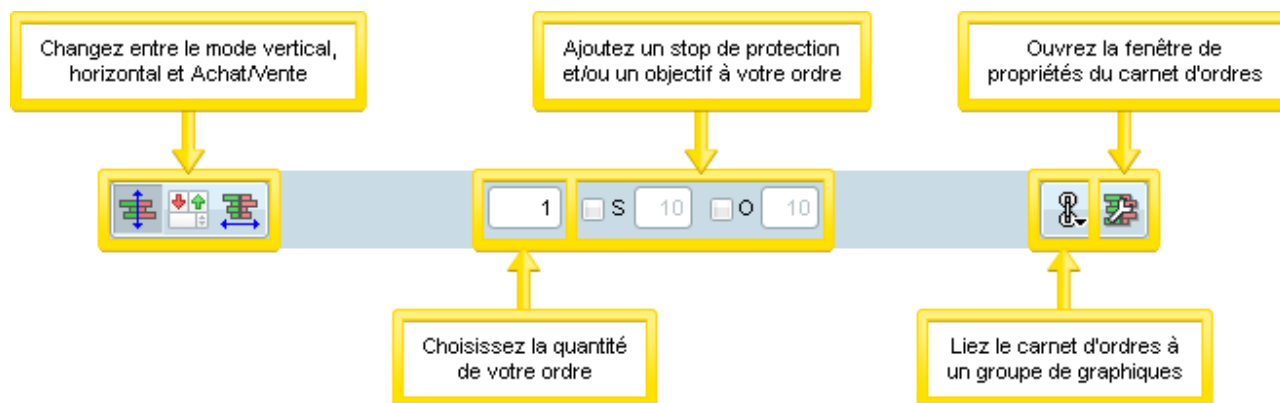 Changez entre le mode vertical,
horizontal et Achat/Vente
Ajoutez un stop de protection
et/ou un objectif à votre ordre
Ouvrez la fenêtre de
propriétés du carnet d'ordres
1
S
10
O
10
Choisissez la quantité
de votre ordre
Liez le carnet d'ordres à
un groupe de graphiques